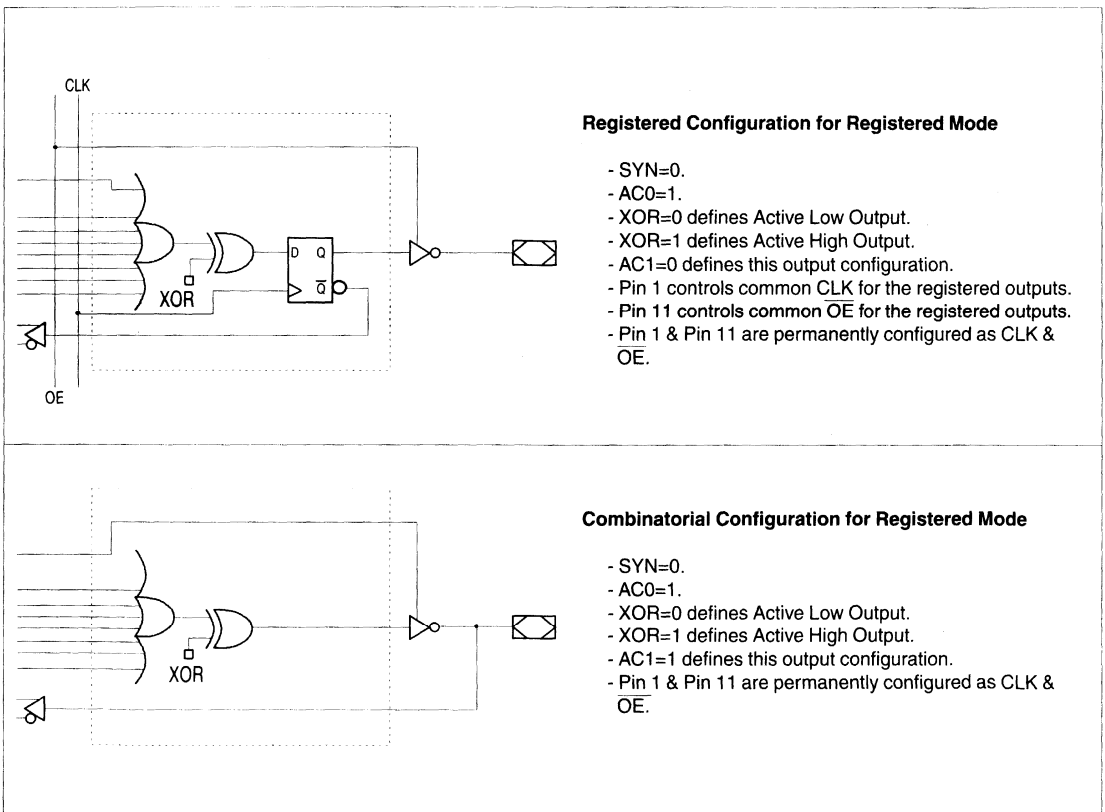 CLK
Registered Configuration for Registered Mode
- SYN=0.
- AC0=1.
- XOR=0 defines Active Low Output.
- XOR=1 defines Active High Output.
- AC1=0 defines this output configuration.
- Pin 1 controls common CLK for the registered outputs.
- Pin 11 controls common O̅E̅ for the registered outputs.
- Pin 1 & Pin 11 are permanently configured as CLK &
O̅E̅.
D Q
Q̅
XOR
OE
Combinatorial Configuration for Registered Mode
- SYN=0.
- AC0=1.
- XOR=0 defines Active Low Output.
- XOR=1 defines Active High Output.
- AC1=1 defines this output configuration.
- Pin 1 & Pin 11 are permanently configured as CLK &
O̅E̅.
XOR